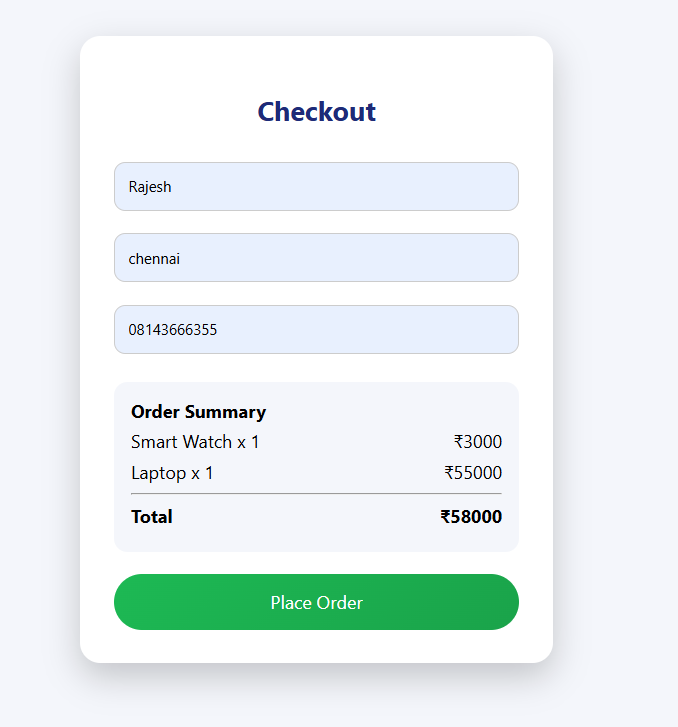 Checkout
Rajesh
chennai
08143666355
Order Summary
Smart Watch x 1 ₹3000
Laptop x 1 ₹55000
Total ₹58000
Place Order